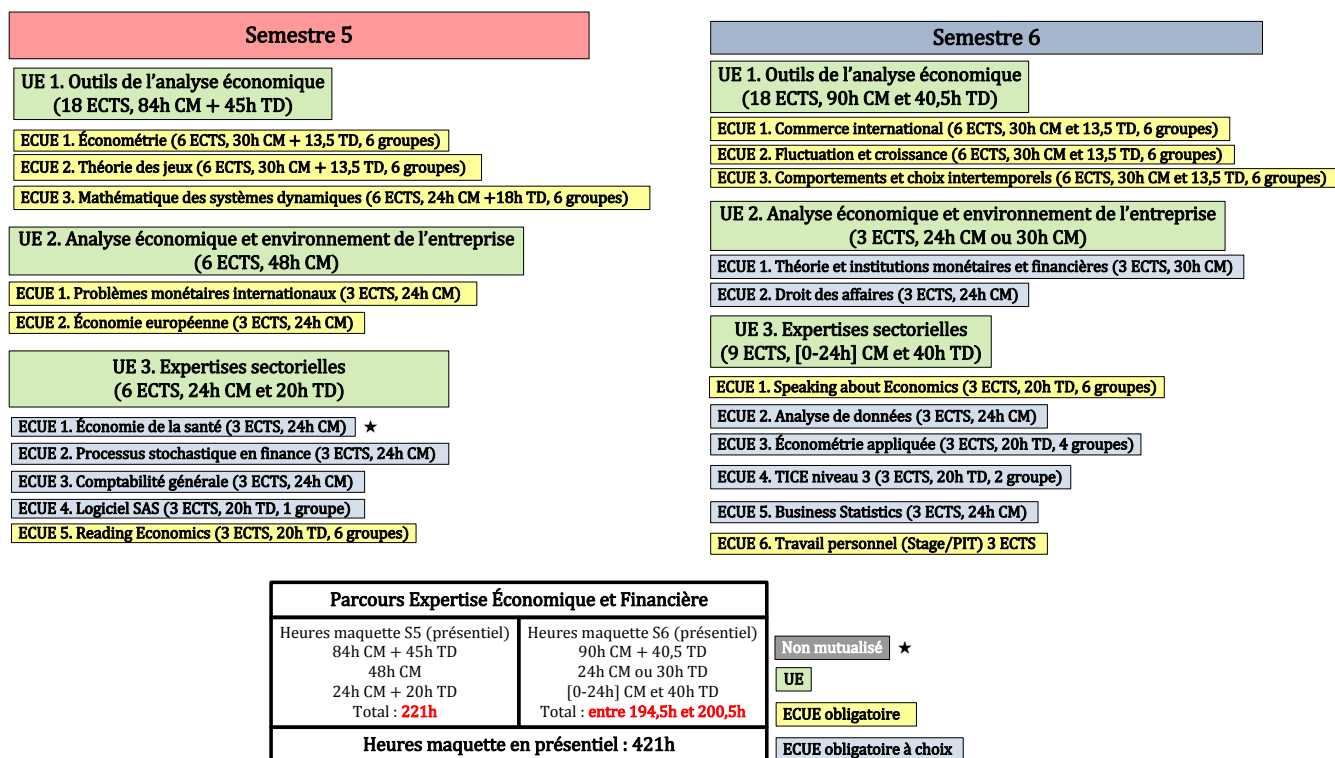 Semestre 5
UE 1. Outils de l'analyse économique
(18 ECTS, 84h CM + 45h TD)
ECUE 1. Économétrie (6 ECTS, 30h CM + 13,5 TD, 6 groupes)
ECUE 2. Théorie des jeux (6 ECTS, 30h CM + 13,5 TD, 6 groupes)
ECUE 3. Mathématique des systèmes dynamiques (6 ECTS, 24h CM +18h TD, 6 groupes)
UE 2. Analyse économique et environnement de l'entreprise
(6 ECTS, 48h CM)
ECUE 1. Problèmes monétaires internationaux (3 ECTS, 24h CM)
ECUE 2. Économie européenne (3 ECTS, 24h CM)
UE 3. Expertises sectorielles
(6 ECTS, 24h CM et 20h TD)
ECUE 1. Économie de la santé (3 ECTS, 24h CM) ★
ECUE 2. Processus stochastique en finance (3 ECTS, 24h CM)
ECUE 3. Comptabilité générale (3 ECTS, 24h CM)
ECUE 4. Logiciel SAS (3 ECTS, 20h TD, 1 groupe)
ECUE 5. Reading Economics (3 ECTS, 20h TD, 6 groupes)
Semestre 6
UE 1. Outils de l'analyse économique
(18 ECTS, 90h CM et 40,5h TD)
ECUE 1. Commerce international (6 ECTS, 30h CM et 13,5 TD, 6 groupes)
ECUE 2. Fluctuation et croissance (6 ECTS, 30h CM et 13,5 TD, 6 groupes)
ECUE 3. Comportements et choix intertemporels (6 ECTS, 30h CM et 13,5 TD, 6 groupes)
UE 2. Analyse économique et environnement de l'entreprise
(3 ECTS, 24h CM ou 30h CM)
ECUE 1. Théorie et institutions monétaires et financières (3 ECTS, 30h CM)
ECUE 2. Droit des affaires (3 ECTS, 24h CM)
UE 3. Expertises sectorielles
(9 ECTS, [0-24h] CM et 40h TD)
ECUE 1. Speaking about Economics (3 ECTS, 20h TD, 6 groupes)
ECUE 2. Analyse de données (3 ECTS, 24h CM)
ECUE 3. Économétrie appliquée (3 ECTS, 20h TD, 4 groupes)
ECUE 4. TICE niveau 3 (3 ECTS, 20h TD, 2 groupe)
ECUE 5. Business Statistics (3 ECTS, 24h CM)
ECUE 6. Travail personnel (Stage/PIT) 3 ECTS
Parcours Expertise Économique et Financière
Heures maquette S5 (présentiel)
84h CM + 45h TD
48h CM
24h CM + 20h TD
Total : 221h
Heures maquette S6 (présentiel)
90h CM + 40,5 TD
24h CM ou 30h TD
[0-24h] CM et 40h TD
Total : entre 194,5h et 200,5h
Heures maquette en présentiel : 421h
Non mutualisé ★
UE
ECUE obligatoire
ECUE obligatoire à choix